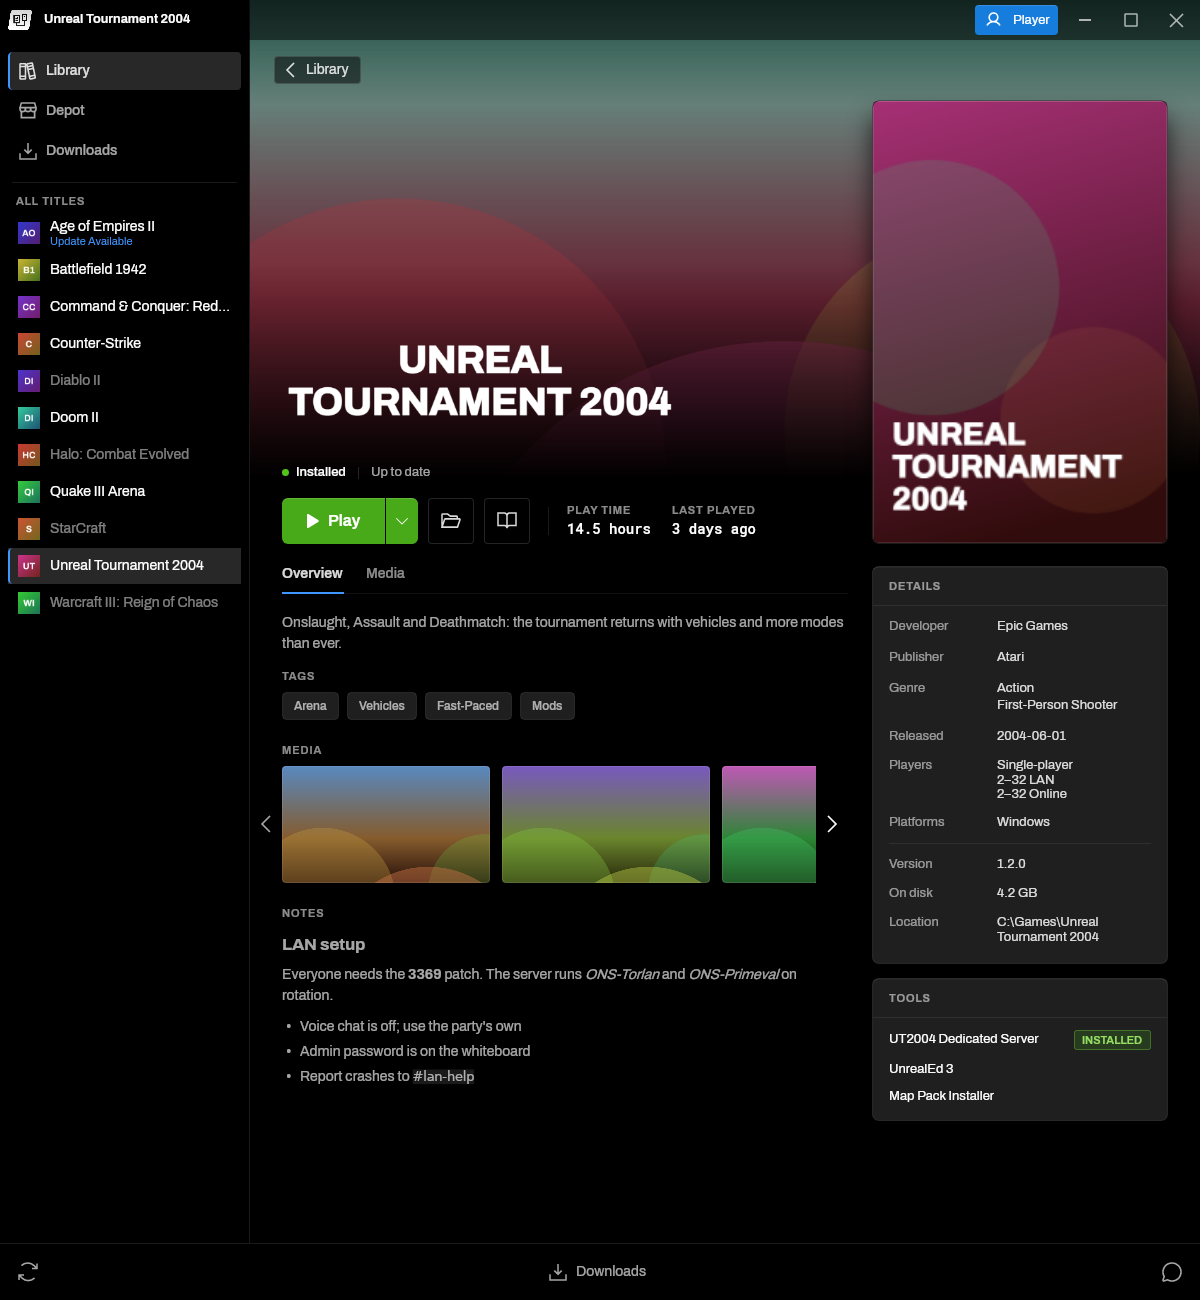 Unreal Tournament 2004
Player
Library
Depot
Downloads
ALL TITLES
AO
Age of Empires II
Update Available
B1
Battlefield 1942
CC
Command & Conquer: Red...
C
Counter-Strike
DI
Diablo II
DI
Doom II
HC
Halo: Combat Evolved
QI
Quake III Arena
S
StarCraft
UT
Unreal Tournament 2004
WI
Warcraft III: Reign of Chaos
Library
UNREAL
TOURNAMENT 2004
Installed
Up to date
Play
PLAY TIME
14.5 hours
LAST PLAYED
3 days ago
Overview
Media
Onslaught, Assault and Deathmatch: the tournament returns with vehicles and more modes
than ever.
TAGS
Arena
Vehicles
Fast-Paced
Mods
MEDIA
NOTES
LAN setup
Everyone needs the 3369 patch. The server runs ONS-Torlan and ONS-Primeval on
rotation.
• Voice chat is off; use the party's own
• Admin password is on the whiteboard
• Report crashes to #lan-help
UNREAL
TOURNAMENT
2004
DETAILS
Developer
Epic Games
Publisher
Atari
Genre
Action
First-Person Shooter
Released
2004-06-01
Players
Single-player
2–32 LAN
2–32 Online
Platforms
Windows
Version
1.2.0
On disk
4.2 GB
Location
C:\Games\Unreal
Tournament 2004
TOOLS
UT2004 Dedicated Server
INSTALLED
UnrealEd 3
Map Pack Installer
Downloads